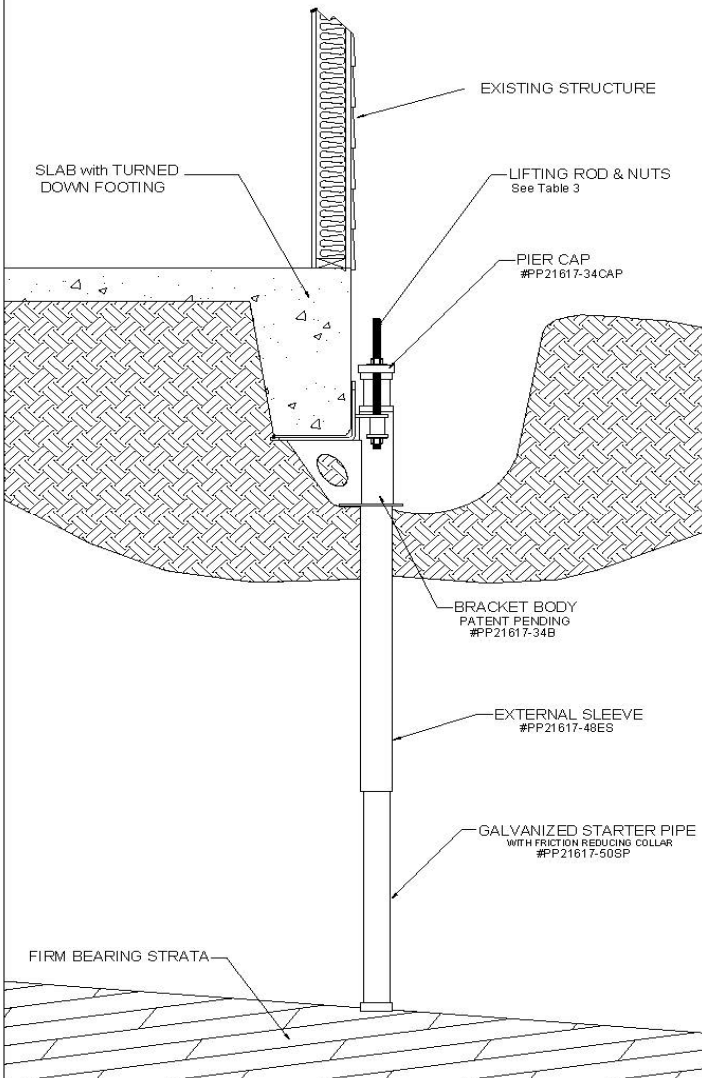 EXISTING STRUCTURE
SLAB with TURNED
DOWN FOOTING
LIFTING ROD & NUTS
See Table 3
PIER CAP
#PP21617-34CAP
BRACKET BODY
PATENT PENDING
#PP21617-34B
EXTERNAL SLEEVE
#PP21617-48ES
GALVANIZED STARTER PIPE
WITH FRICTION REDUCING COLLAR
#PP21617-50SP
FIRM BEARING STRATA